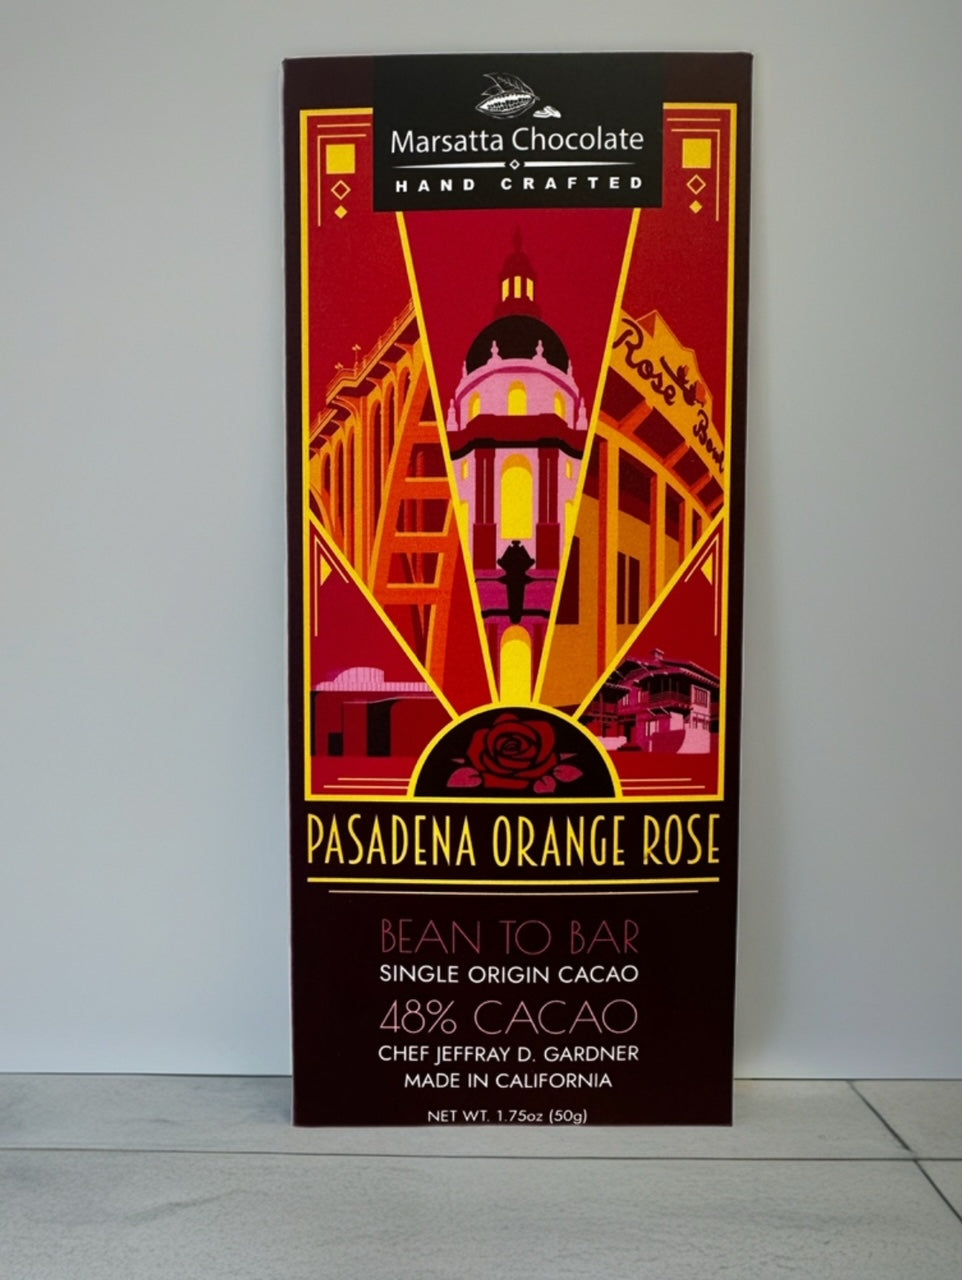 Marsatta Chocolate
HAND CRAFTED
Rose
Bowl
PASADENA ORANGE ROSE
BEAN TO BAR
SINGLE ORIGIN CACAO
48% CACAO
CHEF JEFFRAY D. GARDNER
MADE IN CALIFORNIA
NET WT. 1.75oz (50g)